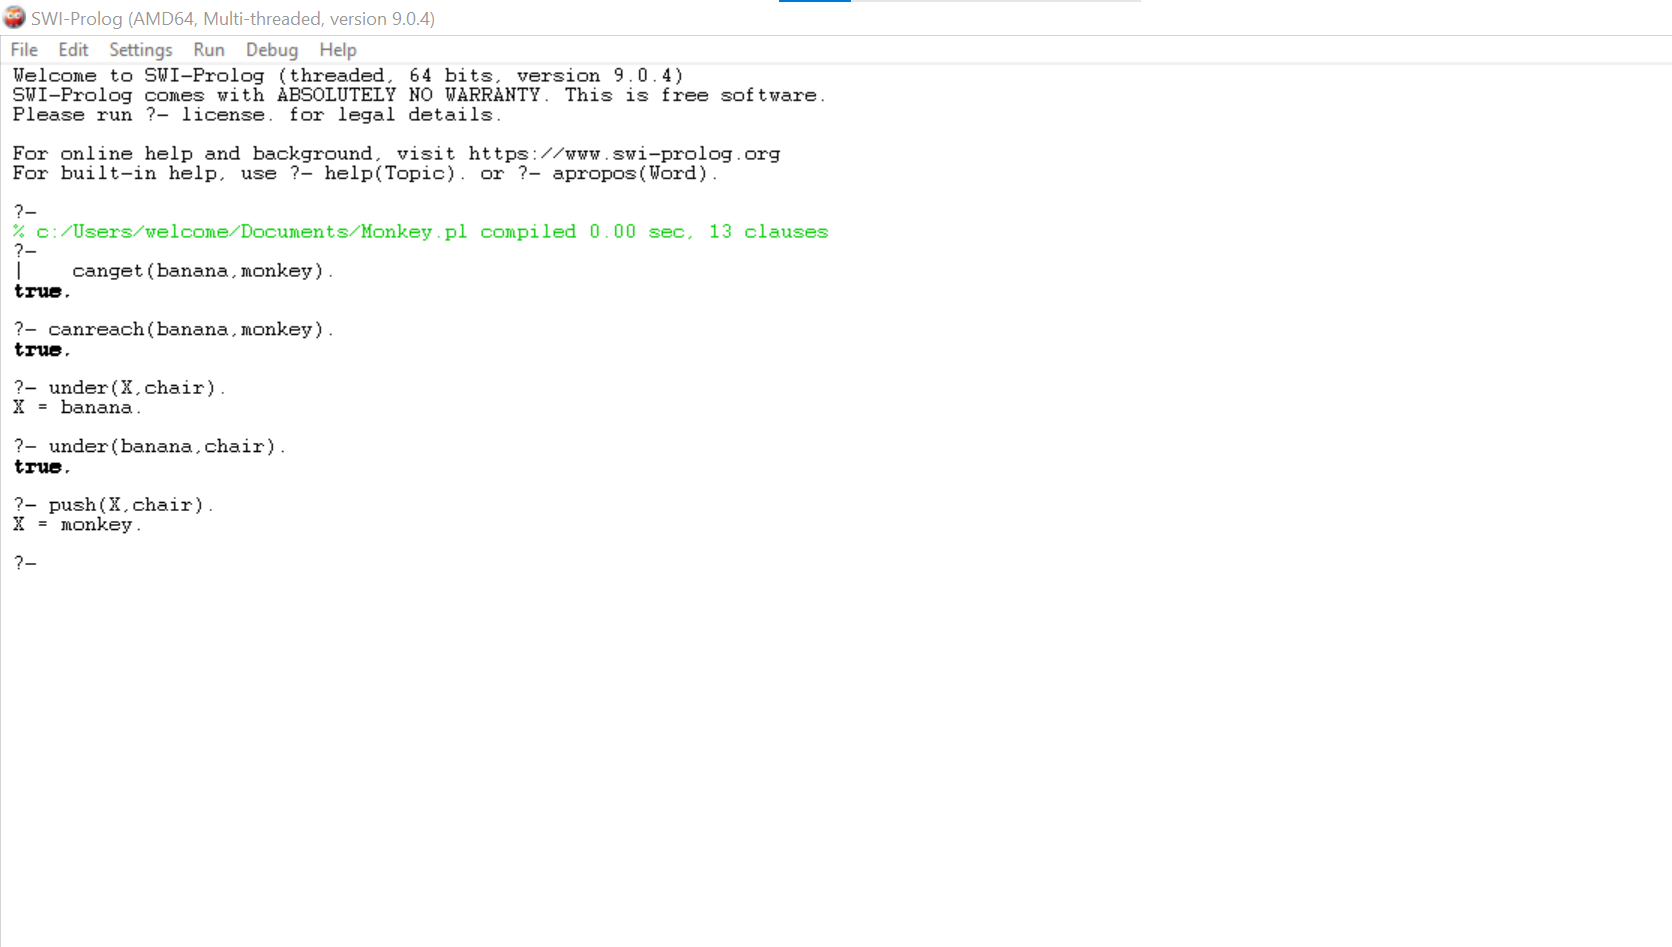 SWI-Prolog (AMD64, Multi-threaded, version 9.0.4)
File Edit Settings Run Debug Help
Welcome to SWI-Prolog (threaded, 64 bits, version 9.0.4)
SWI-Prolog comes with ABSOLUTELY NO WARRANTY. This is free software.
Please run ?- license. for legal details.
For online help and background, visit https://www.swi-prolog.org
For built-in help, use ?- help(Topic). or ?- apropos(Word).
?-
% c:/Users/welcome/Documents/Monkey.pl compiled 0.00 sec, 13 clauses
?-
| canget(banana,monkey).
true.
?- canreach(banana,monkey).
true.
?- under(X,chair).
X = banana.
?- under(banana,chair).
true.
?- push(X,chair).
X = monkey.
?-